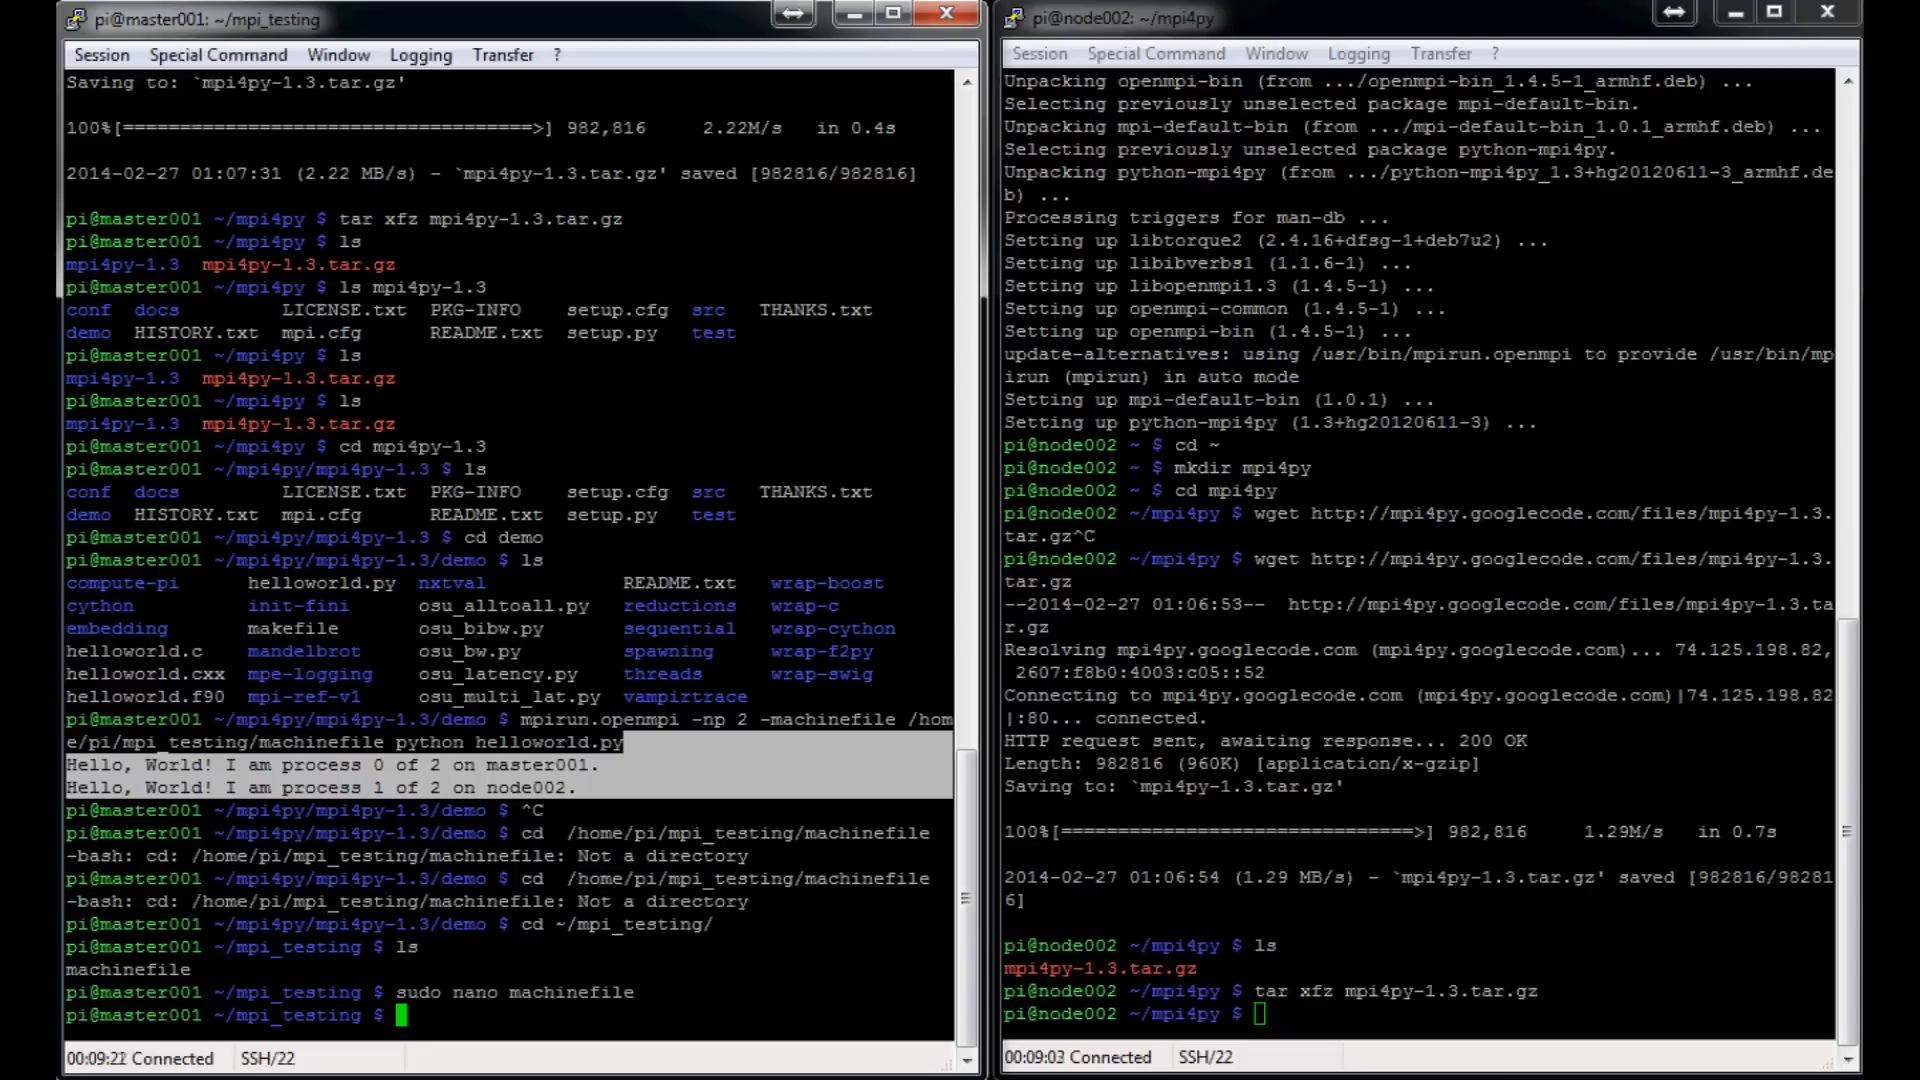 pi@master001: ~/mpi_testing
Session Special Command Window Logging Transfer ?
Saving to: `mpi4py-1.3.tar.gz'
100%[====================================>] 982,816 2.22M/s in 0.4s
2014-02-27 01:07:31 (2.22 MB/s) - `mpi4py-1.3.tar.gz' saved [982816/982816]
pi@master001 ~/mpi4py $ tar xfz mpi4py-1.3.tar.gz
pi@master001 ~/mpi4py $ ls
mpi4py-1.3 mpi4py-1.3.tar.gz
pi@master001 ~/mpi4py $ ls mpi4py-1.3
conf docs LICENSE.txt PKG-INFO setup.cfg src THANKS.txt
demo HISTORY.txt mpi.cfg README.txt setup.py test
pi@master001 ~/mpi4py $ ls
mpi4py-1.3 mpi4py-1.3.tar.gz
pi@master001 ~/mpi4py $ ls
mpi4py-1.3 mpi4py-1.3.tar.gz
pi@master001 ~/mpi4py $ cd mpi4py-1.3
pi@master001 ~/mpi4py/mpi4py-1.3 $ ls
conf docs LICENSE.txt PKG-INFO setup.cfg src THANKS.txt
demo HISTORY.txt mpi.cfg README.txt setup.py test
pi@master001 ~/mpi4py/mpi4py-1.3 $ cd demo
pi@master001 ~/mpi4py/mpi4py-1.3/demo $ ls
compute-pi helloworld.py nxtval README.txt wrap-boost
cython init-fini osu_alltoall.py reductions wrap-c
embedding makefile osu_bibw.py sequential wrap-cython
helloworld.c mandelbrot osu_bw.py spawning wrap-f2py
helloworld.cxx mpe-logging osu_latency.py threads wrap-swig
helloworld.f90 mpi-ref-v1 osu_multi_lat.py vampirtrace
pi@master001 ~/mpi4py/mpi4py-1.3/demo $ mpirun.openmpi -np 2 -machinefile /hom
e/pi/mpi_testing/machinefile python helloworld.py
Hello, World! I am process 0 of 2 on master001.
Hello, World! I am process 1 of 2 on node002.
pi@master001 ~/mpi4py/mpi4py-1.3/demo $ ^C
pi@master001 ~/mpi4py/mpi4py-1.3/demo $ cd /home/pi/mpi_testing/machinefile
-bash: cd: /home/pi/mpi_testing/machinefile: Not a directory
pi@master001 ~/mpi4py/mpi4py-1.3/demo $ cd /home/pi/mpi_testing/machinefile
-bash: cd: /home/pi/mpi_testing/machinefile: Not a directory
pi@master001 ~/mpi4py/mpi4py-1.3/demo $ cd ~/mpi_testing/
pi@master001 ~/mpi_testing $ ls
machinefile
pi@master001 ~/mpi_testing $ sudo nano machinefile
pi@master001 ~/mpi_testing $
00:09:22 Connected SSH/22
pi@node002: ~/mpi4py
Session Special Command Window Logging Transfer ?
Unpacking openmpi-bin (from .../openmpi-bin_1.4.5-1_armhf.deb) ...
Selecting previously unselected package mpi-default-bin.
Unpacking mpi-default-bin (from .../mpi-default-bin_1.0.1_armhf.deb) ...
Selecting previously unselected package python-mpi4py.
Unpacking python-mpi4py (from .../python-mpi4py_1.3+hg20120611-3_armhf.de
b) ...
Processing triggers for man-db ...
Setting up libtorque2 (2.4.16+dfsg-1+deb7u2) ...
Setting up libibverbs1 (1.1.6-1) ...
Setting up libopenmpi1.3 (1.4.5-1) ...
Setting up openmpi-common (1.4.5-1) ...
Setting up openmpi-bin (1.4.5-1) ...
update-alternatives: using /usr/bin/mpirun.openmpi to provide /usr/bin/mp
irun (mpirun) in auto mode
Setting up mpi-default-bin (1.0.1) ...
Setting up python-mpi4py (1.3+hg20120611-3) ...
pi@node002 ~ $ cd ~
pi@node002 ~ $ mkdir mpi4py
pi@node002 ~ $ cd mpi4py
pi@node002 ~/mpi4py $ wget http://mpi4py.googlecode.com/files/mpi4py-1.3.
tar.gz^C
pi@node002 ~/mpi4py $ wget http://mpi4py.googlecode.com/files/mpi4py-1.3.
tar.gz
--2014-02-27 01:06:53-- http://mpi4py.googlecode.com/files/mpi4py-1.3.ta
r.gz
Resolving mpi4py.googlecode.com (mpi4py.googlecode.com)... 74.125.198.82,
2607:f8b0:4003:c05::52
Connecting to mpi4py.googlecode.com (mpi4py.googlecode.com)|74.125.198.82
|:80... connected.
HTTP request sent, awaiting response... 200 OK
Length: 982816 (960K) [application/x-gzip]
Saving to: `mpi4py-1.3.tar.gz'
100%[===============================>] 982,816 1.29M/s in 0.7s
2014-02-27 01:06:54 (1.29 MB/s) - `mpi4py-1.3.tar.gz' saved [982816/98281
6]
pi@node002 ~/mpi4py $ ls
mpi4py-1.3.tar.gz
pi@node002 ~/mpi4py $ tar xfz mpi4py-1.3.tar.gz
pi@node002 ~/mpi4py $
00:09:03 Connected SSH/22